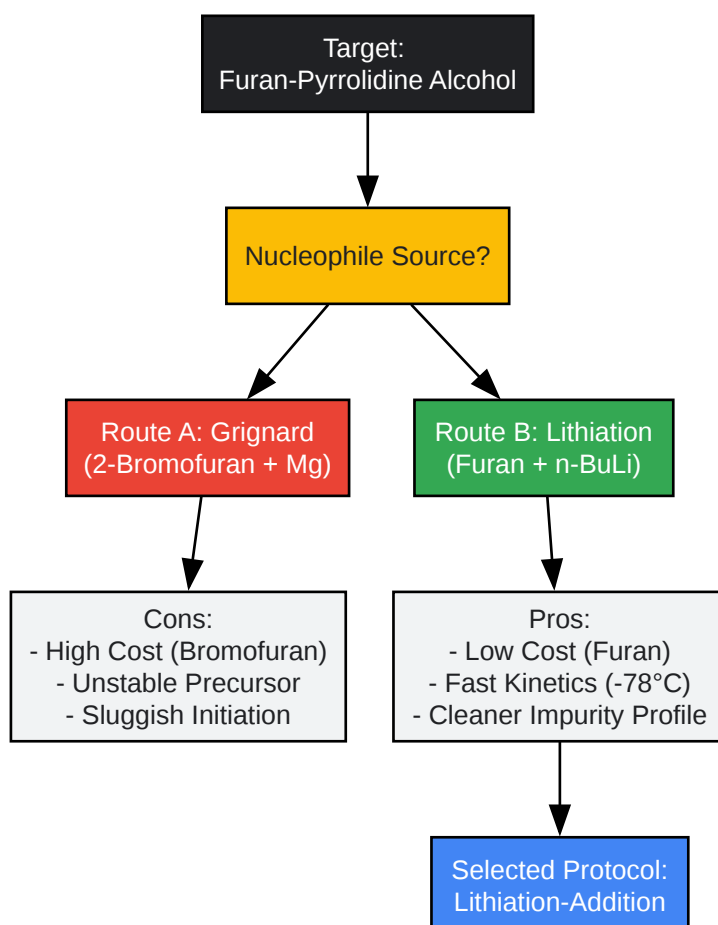 Target:
Furan-Pyrrolidine Alcohol
Nucleophile Source?
Route A: Grignard
(2-Bromofuran + Mg)
Route B: Lithiation
(Furan + n-BuLi)
Cons:
- High Cost (Bromofuran)
- Unstable Precursor
- Sluggish Initiation
Pros:
- Low Cost (Furan)
- Fast Kinetics (-78°C)
- Cleaner Impurity Profile
Selected Protocol:
Lithiation-Addition